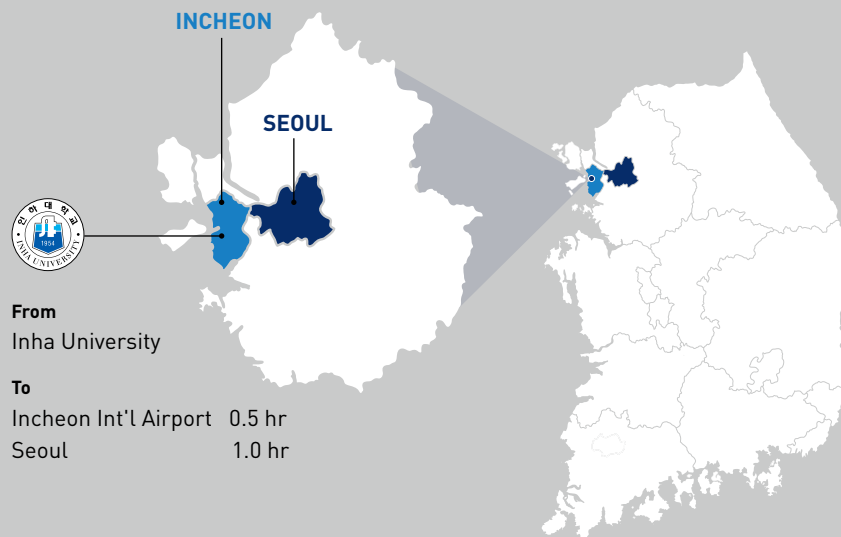 INCHEON
SEOUL
인하대학교
1954
INHA UNIVERSITY
From
Inha University
To
Incheon Int'l Airport 0.5 hr
Seoul 1.0 hr